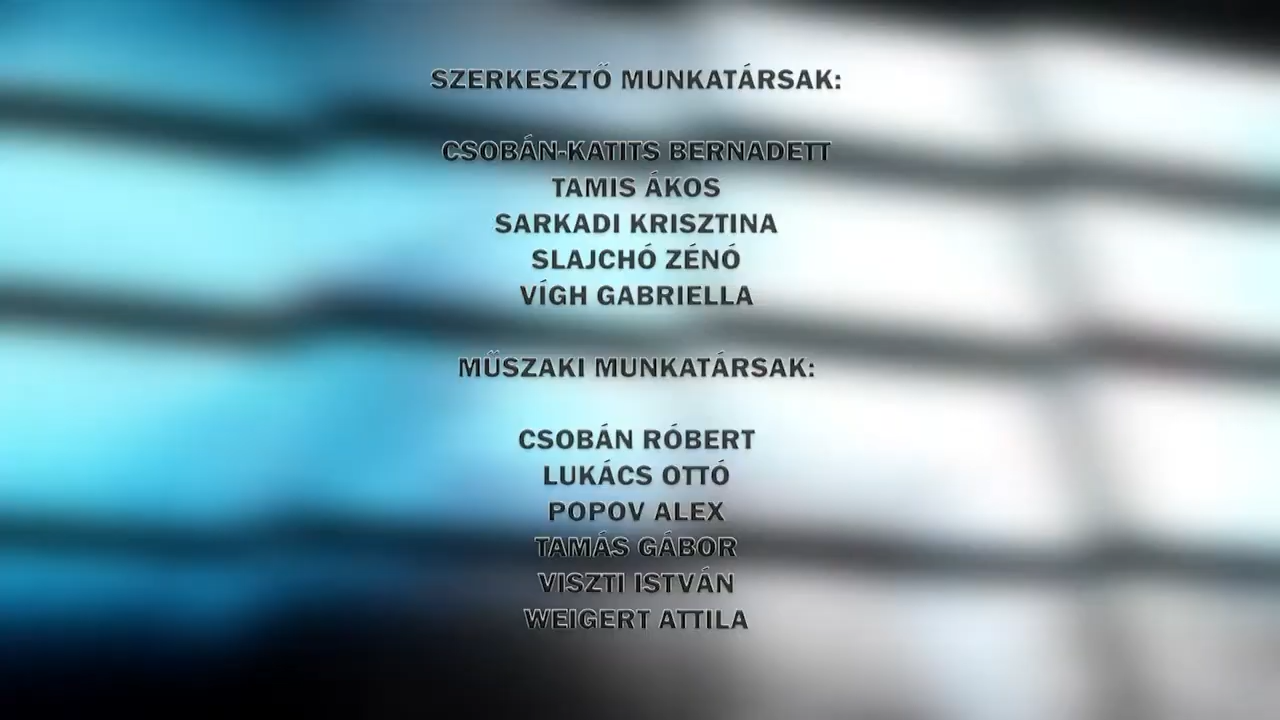 SZERKESZTŐ MUNKATÁRSAK:
CSOBÁN-KATITS BERNADETT
TAMIS ÁKOS
SARKADI KRISZTINA
SLAJCHÓ ZÉNÓ
VÍGH GABRIELLA
MŰSZAKI MUNKATÁRSAK:
CSOBÁN RÓBERT
LUKÁCS OTTÓ
POPOV ALEX
TAMÁS GÁBOR
VISZTI ISTVÁN
WEIGERT ATTILA